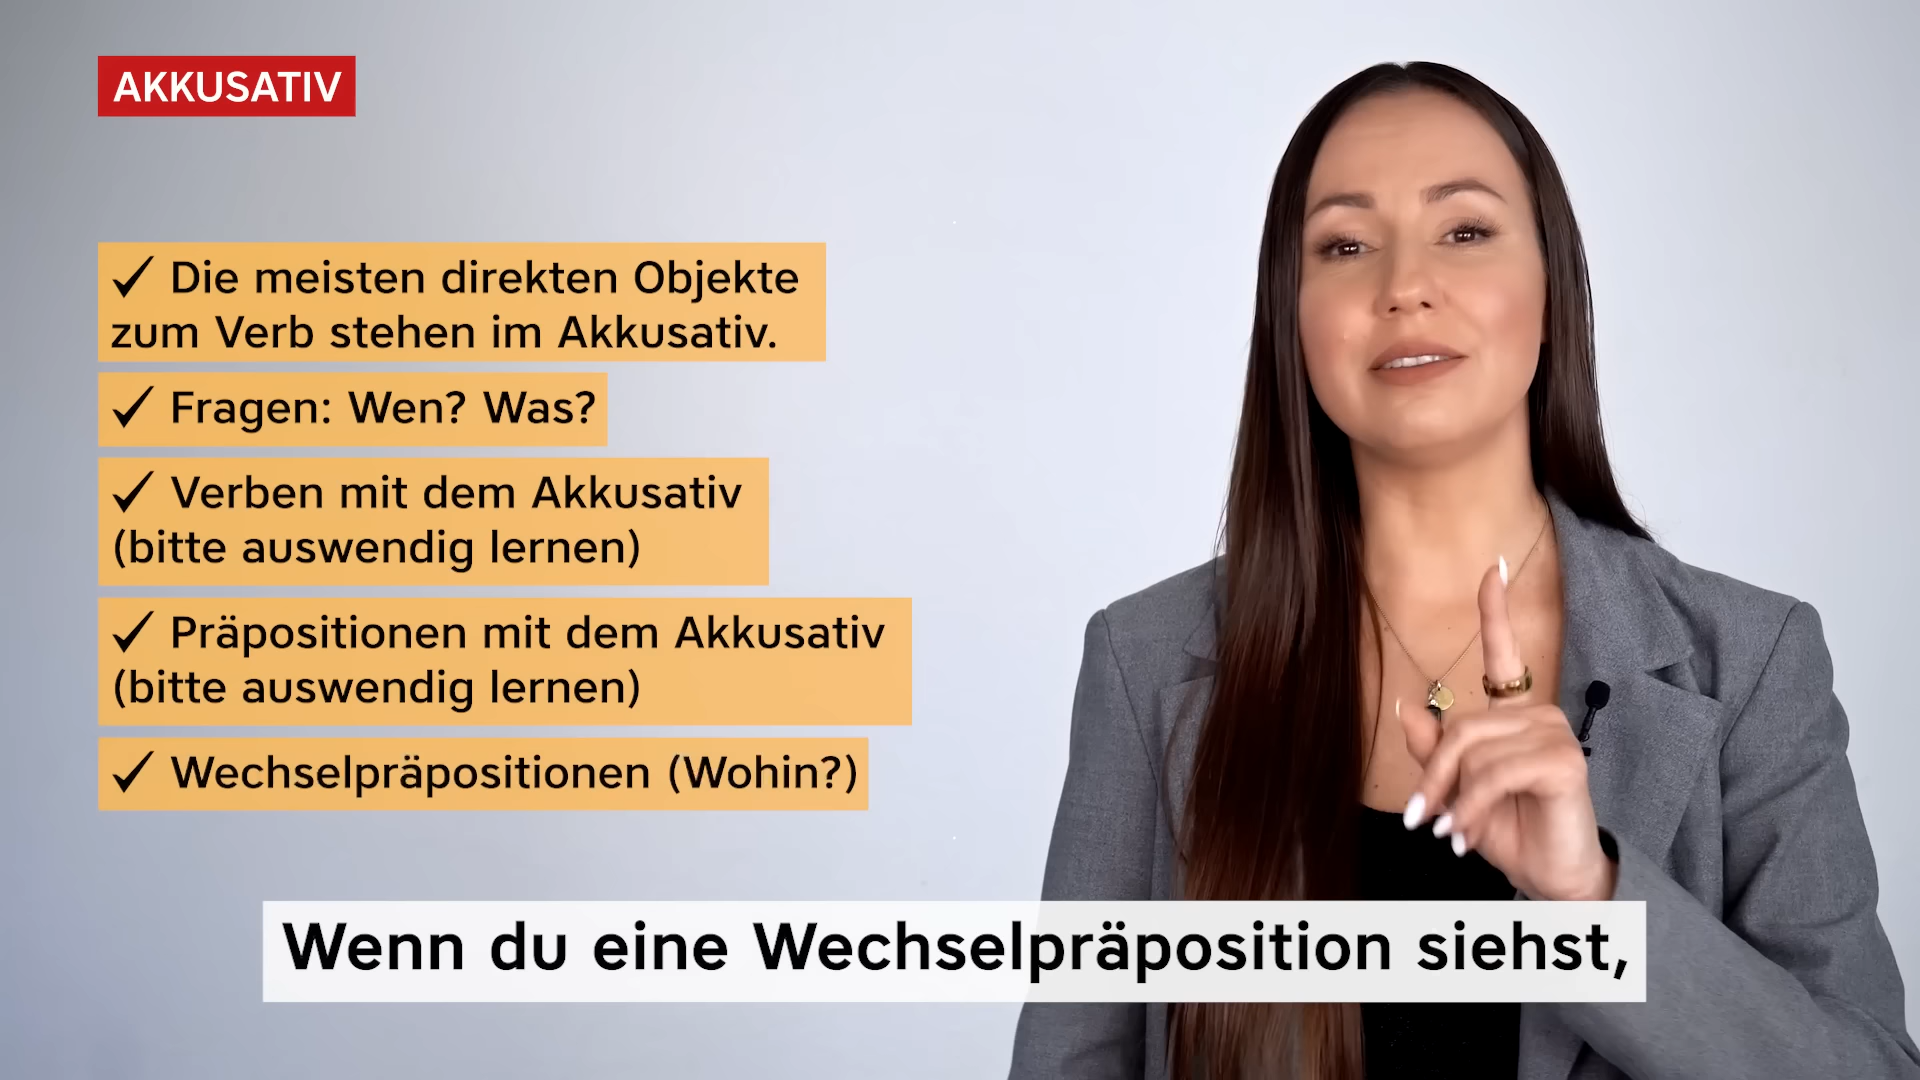 AKKUSATIV
✓ Die meisten direkten Objekte
zum Verb stehen im Akkusativ.
✓ Fragen: Wen? Was?
✓ Verben mit dem Akkusativ
(bitte auswendig lernen)
✓ Präpositionen mit dem Akkusativ
(bitte auswendig lernen)
✓ Wechselpräpositionen (Wohin?)
Wenn du eine Wechselpräposition siehst,